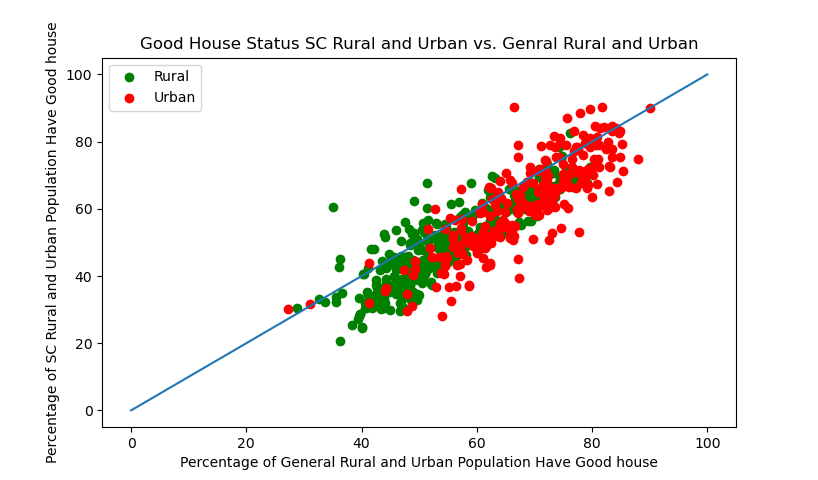 Good House Status SC Rural and Urban vs. Genral Rural and Urban
Percentage of SC Rural and Urban Population Have Good house
100
80
60
40
20
0
Rural
Urban
0 20 40 60 80 100
Percentage of General Rural and Urban Population Have Good house